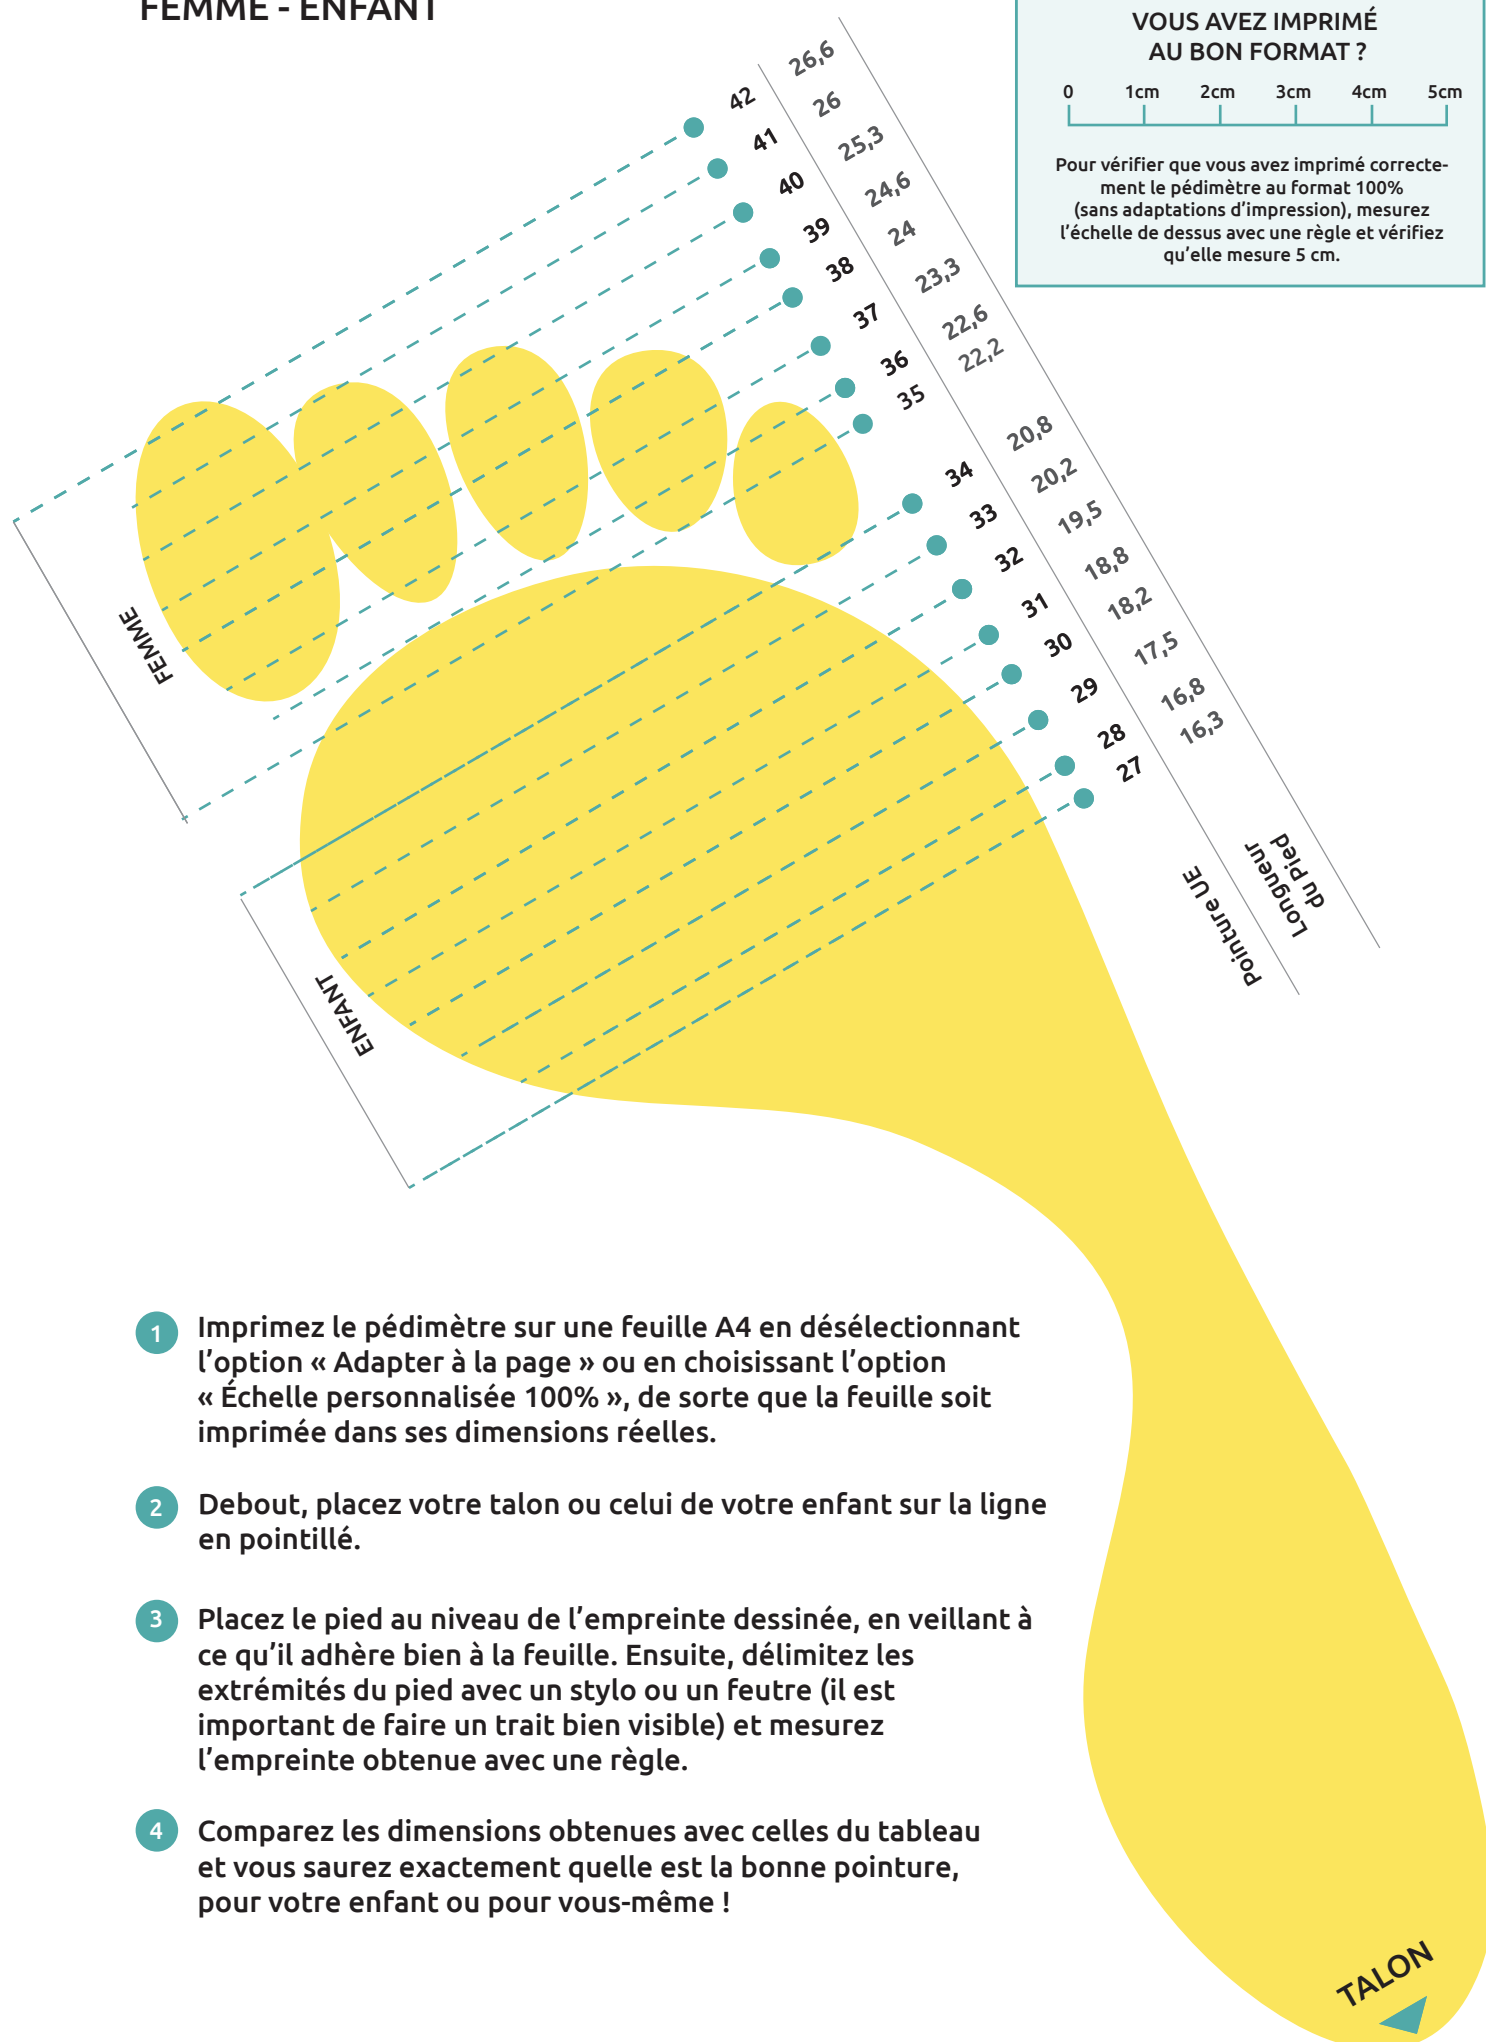 FEMME - ENFANT
VOUS AVEZ IMPRIMÉ
AU BON FORMAT ?
0 1cm 2cm 3cm 4cm 5cm
Pour vérifier que vous avez imprimé correcte-
ment le pédimètre au format 100%
(sans adaptations d’impression), mesurez
l’échelle de dessus avec une règle et vérifiez
qu’elle mesure 5 cm.
42 26,6
41 26
40 25,3
39 24,6
38 24
37 23,3
36 22,6
35 22,2
34 20,8
33 20,2
32 19,5
31 18,8
30 18,2
29 17,5
28 16,8
27 16,3
FEMME
ENFANT
Pointure UE
Longueur
du Pied
1 Imprimez le pédimètre sur une feuille A4 en désélectionnant
l’option « Adapter à la page » ou en choisissant l’option
« Échelle personnalisée 100% », de sorte que la feuille soit
imprimée dans ses dimensions réelles.
2 Debout, placez votre talon ou celui de votre enfant sur la ligne
en pointillé.
3 Placez le pied au niveau de l’empreinte dessinée, en veillant à
ce qu’il adhère bien à la feuille. Ensuite, délimitez les
extrémités du pied avec un stylo ou un feutre (il est
important de faire un trait bien visible) et mesurez
l’empreinte obtenue avec une règle.
4 Comparez les dimensions obtenues avec celles du tableau
et vous saurez exactement quelle est la bonne pointure,
pour votre enfant ou pour vous-même !
TALON